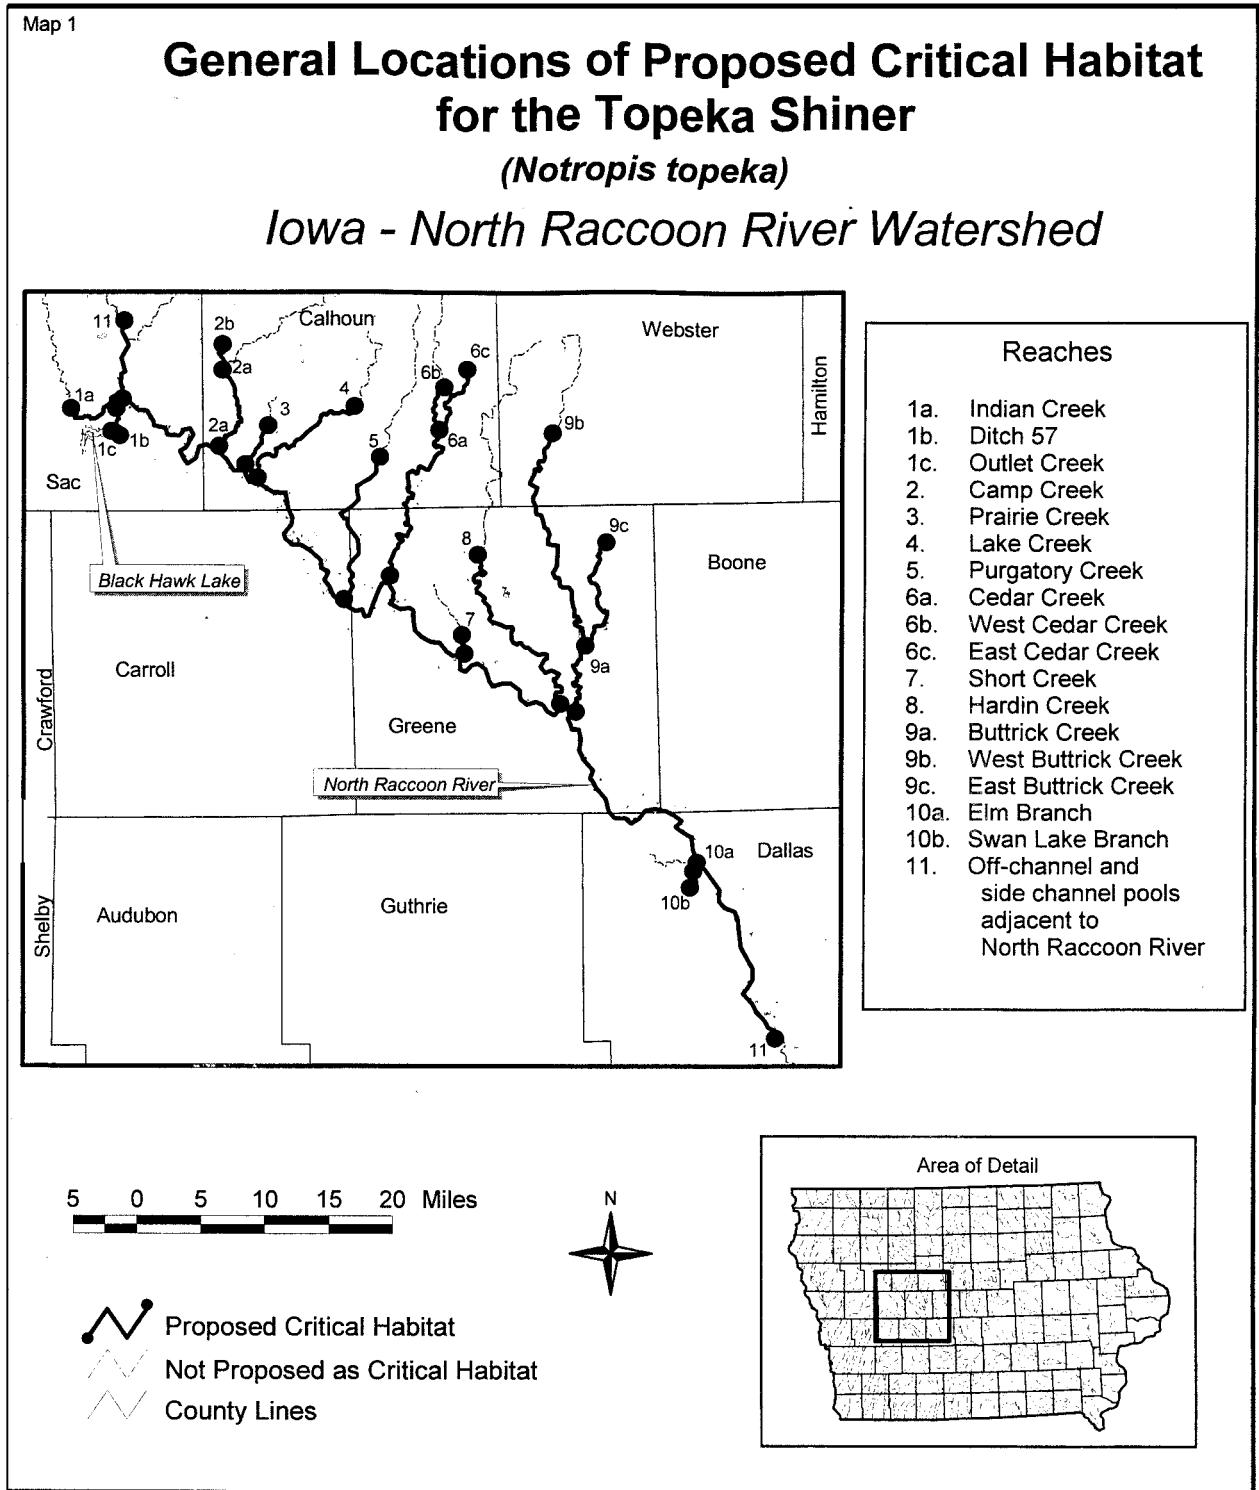 Map 1
General Locations of Proposed Critical Habitat
for the Topeka Shiner
(Notropis topeka)
Iowa - North Raccoon River Watershed
11
2b
Calhoun
Webster
Hamilton
2a
6c
6b
1a
4
3
9b
1c
1b
2a
5
6a
Sac
9c
8
Boone
Black Hawk Lake
7
9a
Carroll
Crawford
Greene
North Raccoon River
10a
Dallas
10b
Shelby
Audubon
Guthrie
11
Reaches
1a. Indian Creek
1b. Ditch 57
1c. Outlet Creek
2. Camp Creek
3. Prairie Creek
4. Lake Creek
5. Purgatory Creek
6a. Cedar Creek
6b. West Cedar Creek
6c. East Cedar Creek
7. Short Creek
8. Hardin Creek
9a. Buttrick Creek
9b. West Buttrick Creek
9c. East Buttrick Creek
10a. Elm Branch
10b. Swan Lake Branch
11. Off-channel and
side channel pools
adjacent to
North Raccoon River
5 0 5 10 15 20 Miles
N
Proposed Critical Habitat
Not Proposed as Critical Habitat
County Lines
Area of Detail